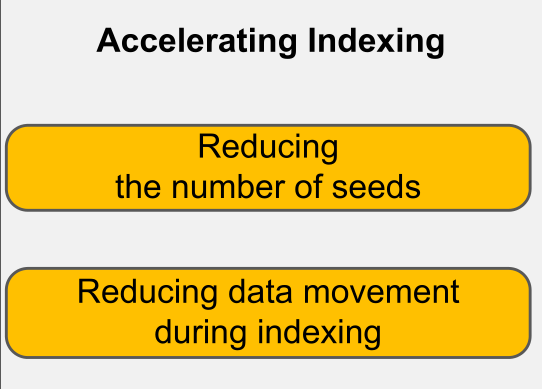 Accelerating Indexing
Reducing
the number of seeds
Reducing data movement
during indexing